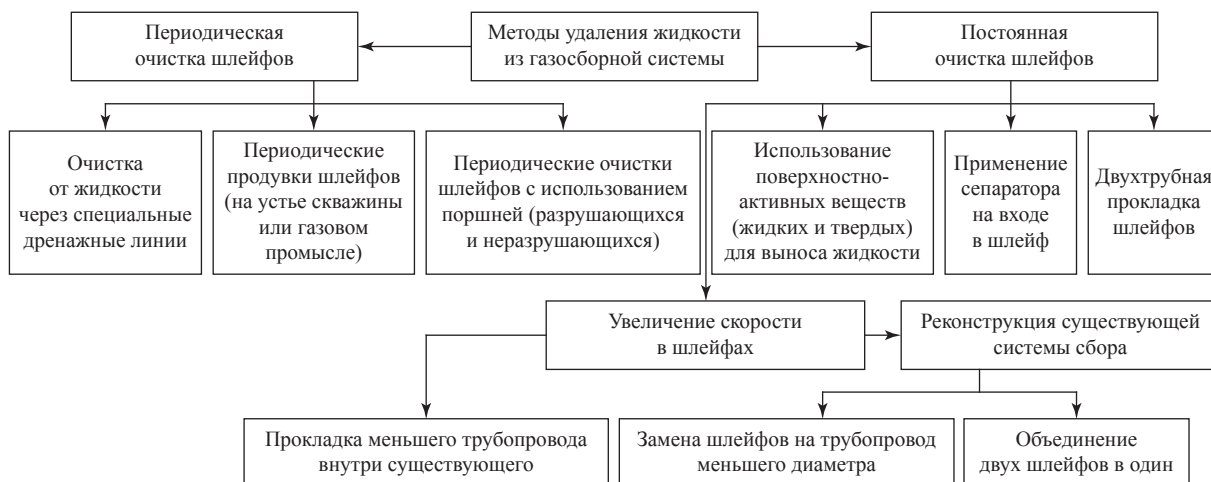 Периодическая
очистка шлейфов
Методы удаления жидкости
из газосборной системы
Постоянная
очистка шлейфов
Очистка
от жидкости
через специальные
дренажные линии
Периодические
продувки шлейфов
(на устье скважины
или газовом
промысле)
Периодические очистки
шлейфов с использованием
поршней (разрушающихся
и неразрушающихся)
Использование
поверхностно-
активных веществ
(жидких и твердых)
для выноса жидкости
Применение
сепаратора
на входе
в шлейф
Двухтрубная
прокладка
шлейфов
Увеличение скорости
в шлейфах
Реконструкция существующей
системы сбора
Прокладка меньшего трубопровода
внутри существующего
Замена шлейфов на трубопровод
меньшего диаметра
Объединение
двух шлейфов в один